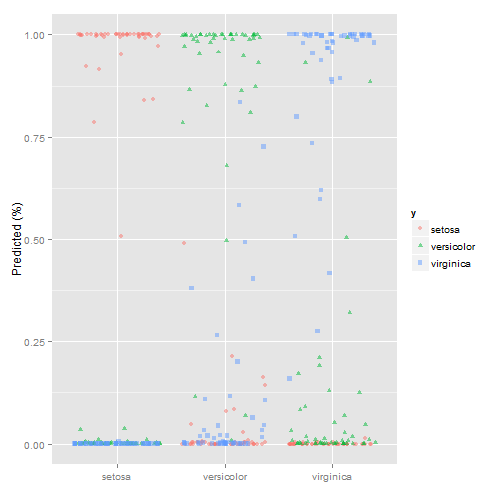 1.00
0.75
0.50
0.25
0.00
Predicted (%)
setosa
versicolor
virginica
y
setosa
versicolor
virginica